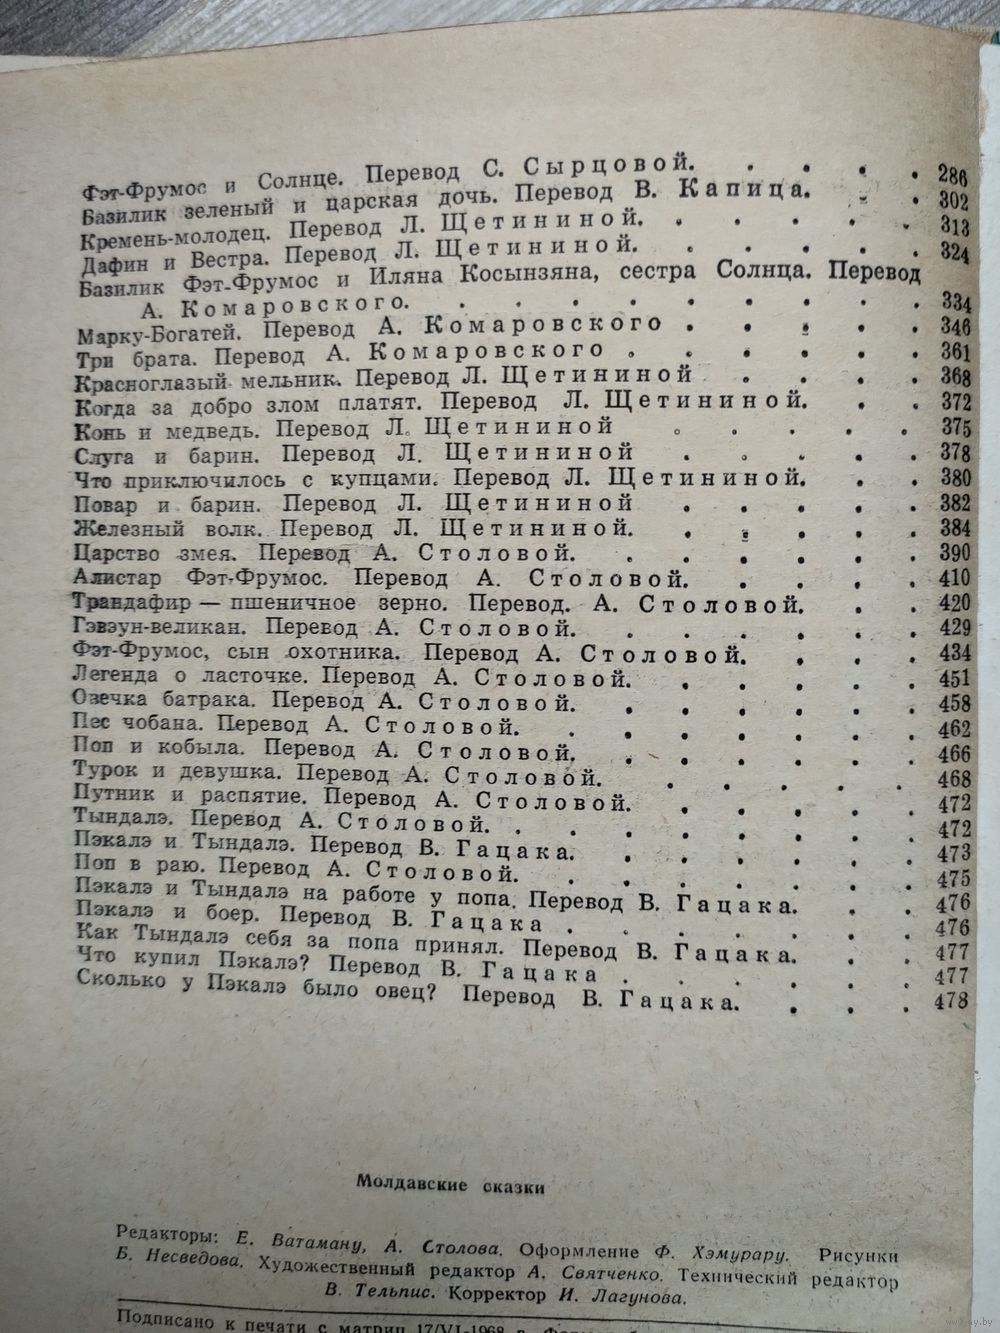 Фэт-Фрумос и Солнце. Перевод С. Сырцовой. . . . . 286
Базилик зеленый и царская дочь. Перевод В. Капица. . . 302
Кремень-молодец. Перевод Л. Щетининой. . . . . 313
Дафин и Вестра. Перевод Л. Щетининой. . . . . . 324
Базилик Фэт-Фрумос и Иляна Косынзяна, сестра Солнца. Перевод
А. Комаровского. . . . . . . . . . 334
Марку-Богатей. Перевод А. Комаровского . . . . . 346
Три брата. Перевод А. Комаровского . . . . . . 361
Красноглазый мельник. Перевод Л. Щетининой . . . . 368
Когда за добро злом платят. Перевод Л. Щетининой. . . 372
Конь и медведь. Перевод Л. Щетининой . . . . . 375
Слуга и барин. Перевод Л. Щетининой . . . . . 378
Что приключилось с купцами. Перевод Л. Щетининой. . . 380
Повар и барин. Перевод Л. Щетининой . . . . . 382
Железный волк. Перевод Л. Щетининой. . . . . . 384
Царство змея. Перевод А. Столовой. . . . . . . 390
Алистар Фэт-Фрумос. Перевод А. Столовой. . . . . 410
Трандафир — пшеничное зерно. Перевод. А. Столовой. . . 420
Гэвэун-великан. Перевод А. Столовой. . . . . . . 429
Фэт-Фрумос, сын охотника. Перевод А. Столовой. . . . 434
Легенда о ласточке. Перевод А. Столовой. . . . . . 451
Овечка батрака. Перевод А. Столовой. . . . . . . 458
Пес чобана. Перевод А. Столовой. . . . . . . . 462
Поп и кобыла. Перевод А. Столовой. . . . . . . 466
Турок и девушка. Перевод А. Столовой. . . . . . 468
Путник и распятие. Перевод А. Столовой. . . . . . 472
Тындалэ. Перевод А. Столовой. . . . . . . . . 472
Пэкалэ и Тындалэ. Перевод В. Гацака. . . . . . . 473
Поп в раю. Перевод А. Столовой. . . . . . . . 475
Пэкалэ и Тындалэ на работе у попа. Перевод В. Гацака. . . 476
Пэкалэ и боер. Перевод В. Гацака . . . . . . . 476
Как Тындалэ себя за попа принял. Перевод В. Гацака. . . 477
Что купил Пэкалэ? Перевод В. Гацака . . . . . . 477
Сколько у Пэкалэ было овец? Перевод В. Гацака. . . . 478
Молдавские сказки
Редакторы: Е. Ватаману, А. Столова. Оформление Ф. Хэмурару. Рисунки
Б. Несведова. Художественный редактор А. Святченко. Технический редактор
В. Тельпис. Корректор И. Лагунова.
Подписано к печати с матриц 17/VI-1968 г.